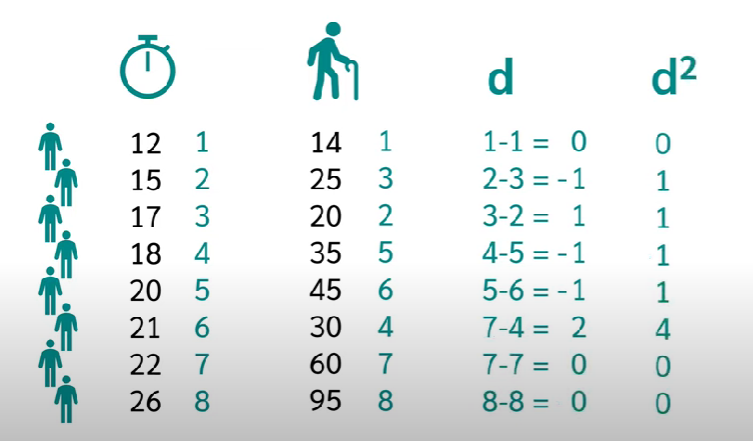 d d²
12 1 14 1 1-1 = 0 0
15 2 25 3 2-3 = -1 1
17 3 20 2 3-2 = 1 1
18 4 35 5 4-5 = -1 1
20 5 45 6 5-6 = -1 1
21 6 30 4 7-4 = 2 4
22 7 60 7 7-7 = 0 0
26 8 95 8 8-8 = 0 0